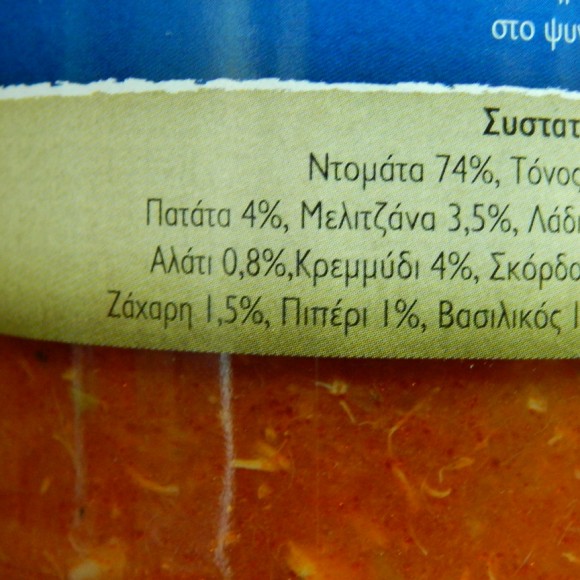 στο ψυ
Συστατ
Ντομάτα 74%, Τόνος
Πατάτα 4%, Μελιτζάνα 3,5%, Λάδι
Αλάτι 0,8%,Κρεμμύδι 4%, Σκόρδο
Ζάχαρη 1,5%, Πιπέρι 1%, Βασιλικός 1